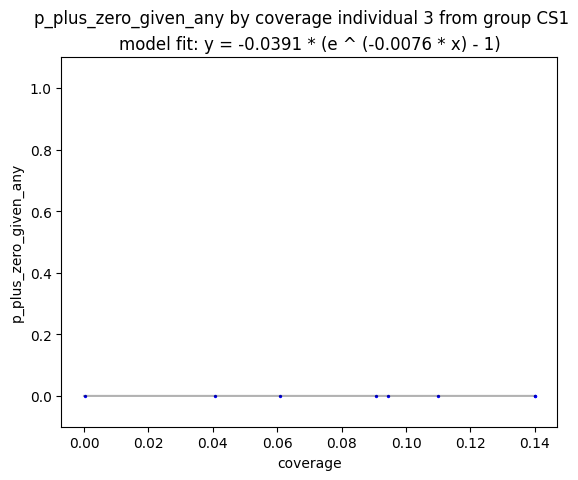 p_plus_zero_given_any by coverage individual 3 from group CS1
model fit: y = -0.0391 * (e ^ (-0.0076 * x) - 1)
1.0
0.8
0.6
0.4
0.2
0.0
p_plus_zero_given_any
0.00 0.02 0.04 0.06 0.08 0.10 0.12 0.14
coverage